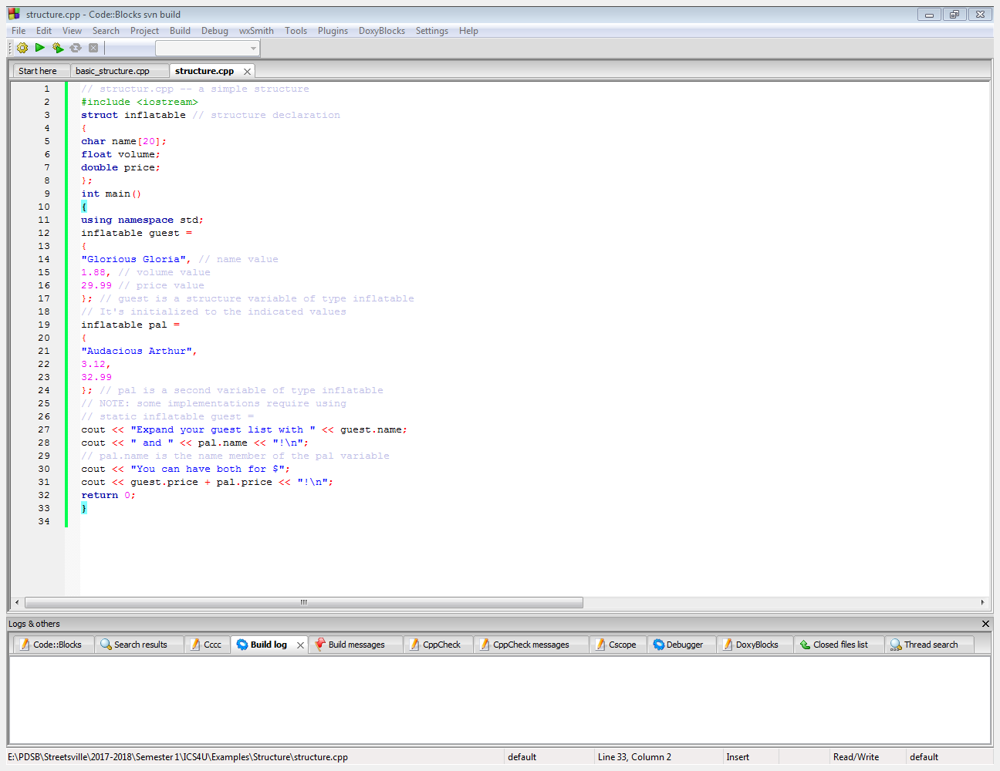 structure.cpp - Code::Blocks svn build
File Edit View Search Project Build Debug wxSmith Tools Plugins DoxyBlocks Settings Help
Start here basic_structure.cpp structure.cpp
1 // structur.cpp -- a simple structure
2 #include <iostream>
3 struct inflatable // structure declaration
4 {
5 char name[20];
6 float volume;
7 double price;
8 };
9 int main()
10 {
11 using namespace std;
12 inflatable guest =
13 {
14 "Glorious Gloria", // name value
15 1.88, // volume value
16 29.99 // price value
17 }; // guest is a structure variable of type inflatable
18 // It's initialized to the indicated values
19 inflatable pal =
20 {
21 "Audacious Arthur",
22 3.12,
23 32.99
24 }; // pal is a second variable of type inflatable
25 // NOTE: some implementations require using
26 // static inflatable guest =
27 cout << "Expand your guest list with " << guest.name;
28 cout << " and " << pal.name << "!\n";
29 // pal.name is the name member of the pal variable
30 cout << "You can have both for $";
31 cout << guest.price + pal.price << "!\n";
32 return 0;
33 }
34
Logs & others
Code::Blocks Search results Cccc Build log Build messages CppCheck CppCheck messages Cscope Debugger DoxyBlocks Closed files list Thread search
E:\PDSB\Streetsville\2017-2018\Semester 1\ICS4U\Examples\Structure\structure.cpp default Line 33, Column 2 Insert Read/Write default